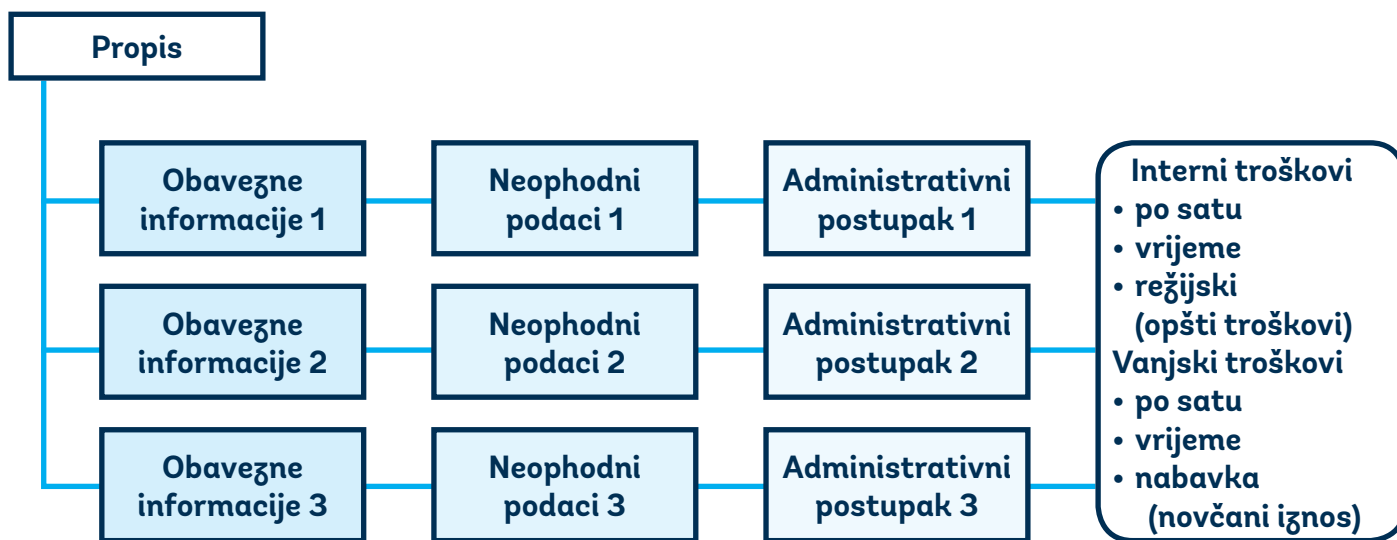 Propis
Obavezne
informacije 1
Neophodni
podaci 1
Administrativni
postupak 1
Obavezne
informacije 2
Neophodni
podaci 2
Administrativni
postupak 2
Obavezne
informacije 3
Neophodni
podaci 3
Administrativni
postupak 3
Interni troškovi
• po satu
• vrijeme
• režijski
(opšti troškovi)
Vanjski troškovi
• po satu
• vrijeme
• nabavka
(novčani iznos)